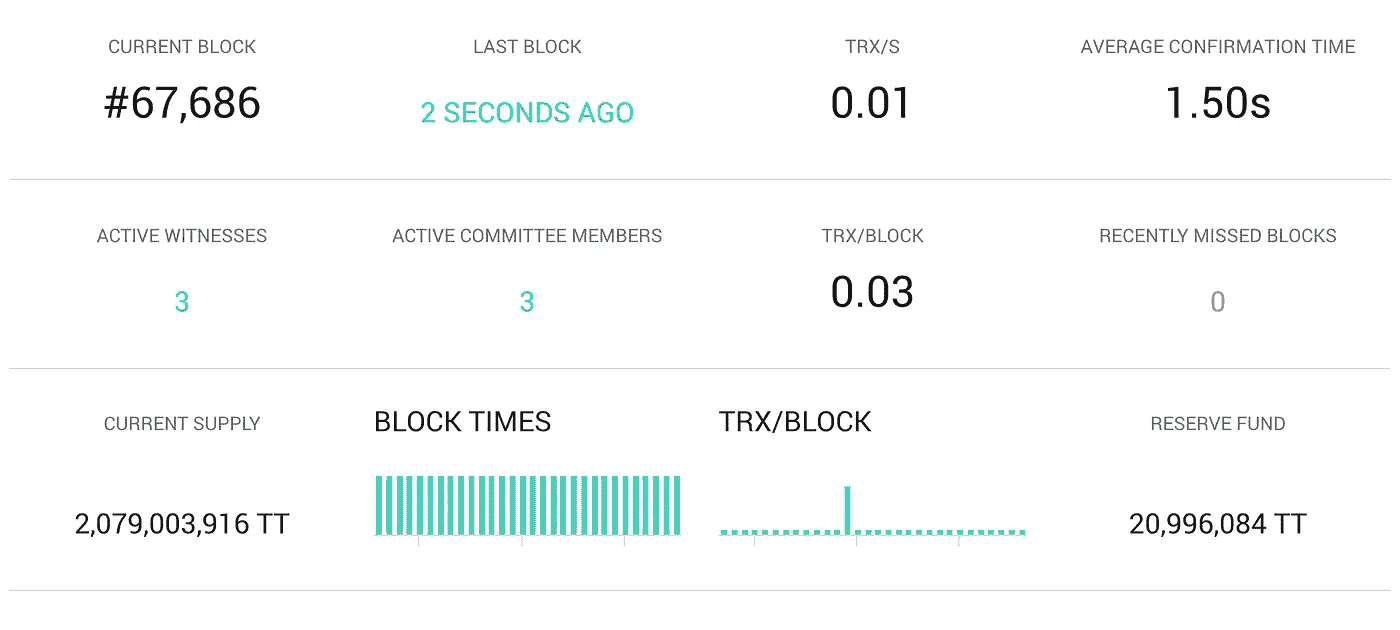 CURRENT BLOCK
LAST BLOCK
TRX/S
AVERAGE CONFIRMATION TIME
#67,686
2 SECONDS AGO
0.01
1.50s
ACTIVE WITNESSES
ACTIVE COMMITTEE MEMBERS
TRX/BLOCK
RECENTLY MISSED BLOCKS
3
3
0.03
0
CURRENT SUPPLY
BLOCK TIMES
TRX/BLOCK
RESERVE FUND
2,079,003,916 TT
20,996,084 TT